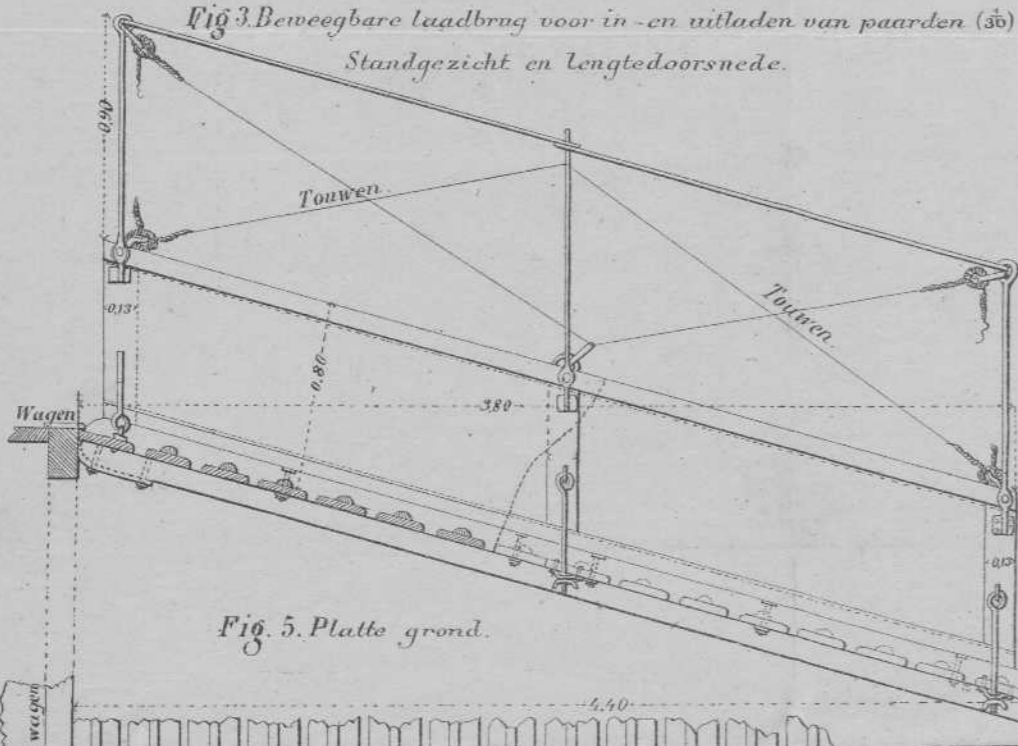 Fig 3. Beweegbare laadbrug voor in- en uitladen van paarden (1/30)
Standgezicht en lengtedoorsnede.
0,90
Touwen
Touwen
0,13
0.80
3,80
Wagen
0,13
Fig. 5. Platte grond.
wagen
4.40